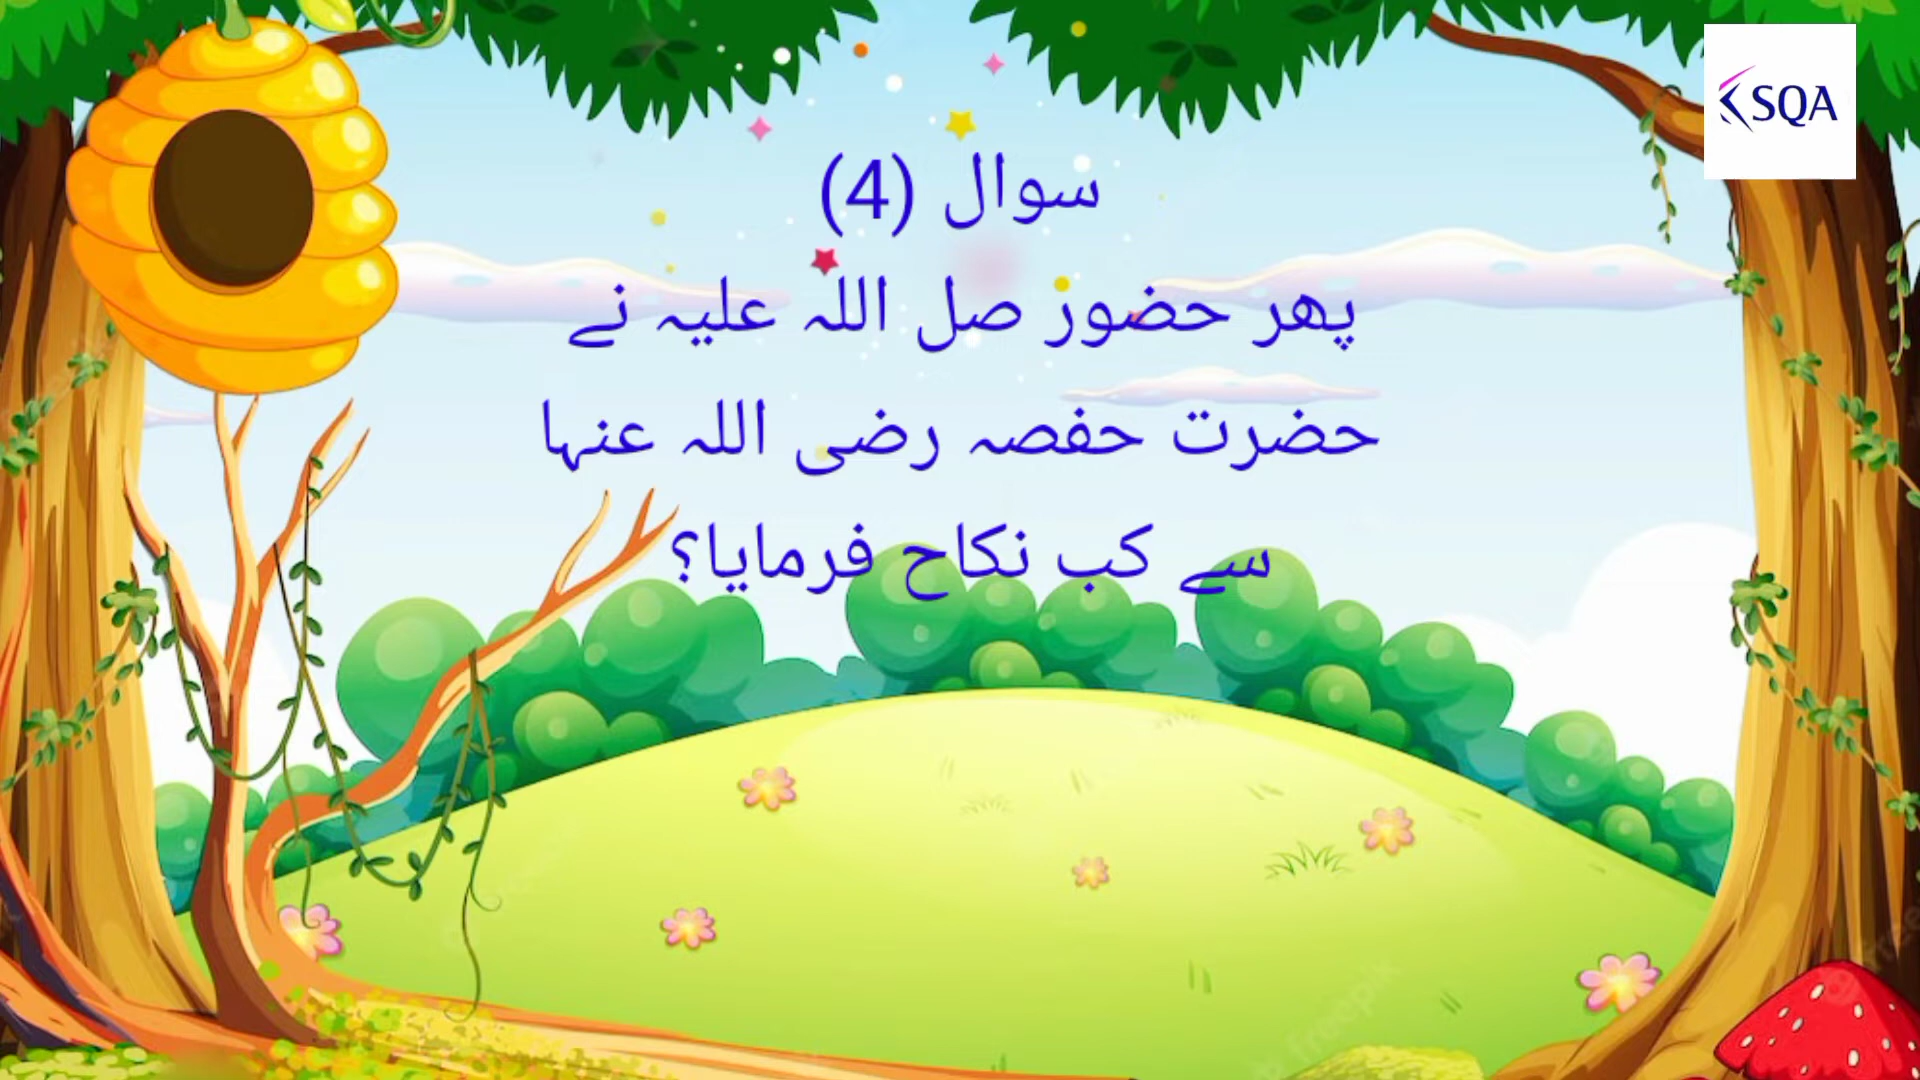 SQA
سوال (4)
پھر حضور صل اللہ علیہ نے
حضرت حفصہ رضی اللہ عنہا
سے کب نکاح فرمایا؟